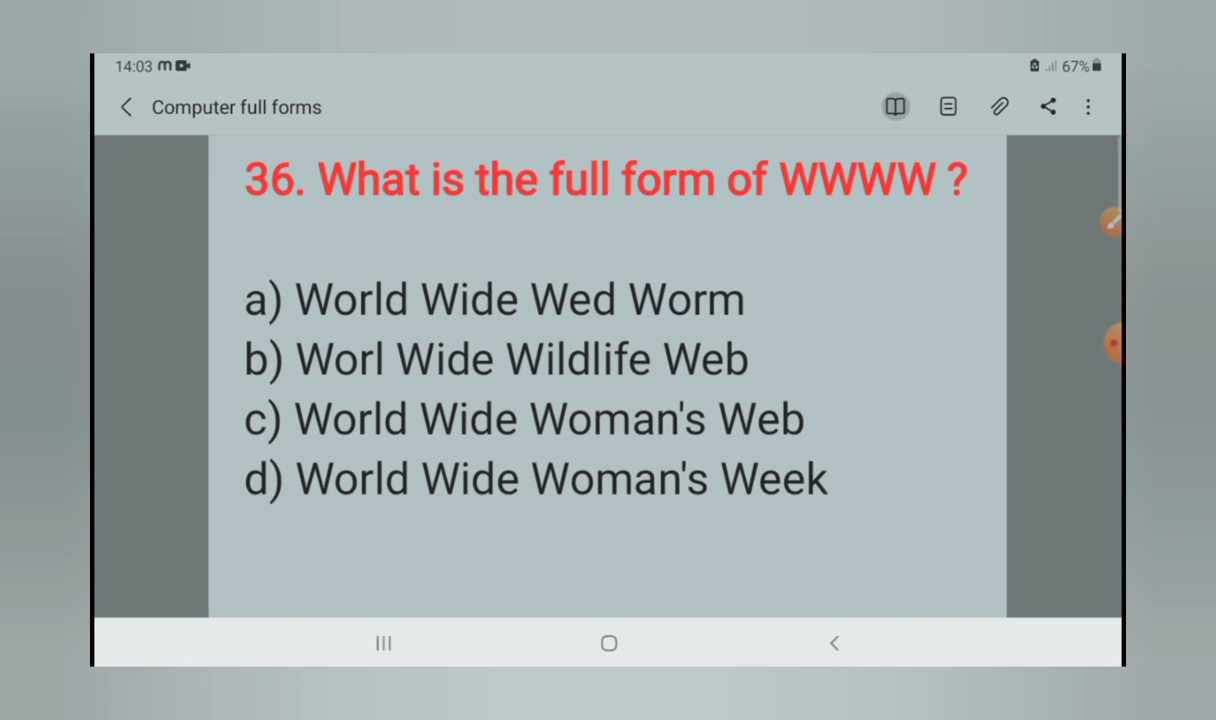 14:03
67%
Computer full forms
36. What is the full form of WWWW ?
a) World Wide Wed Worm
b) Worl Wide Wildlife Web
c) World Wide Woman's Web
d) World Wide Woman's Week